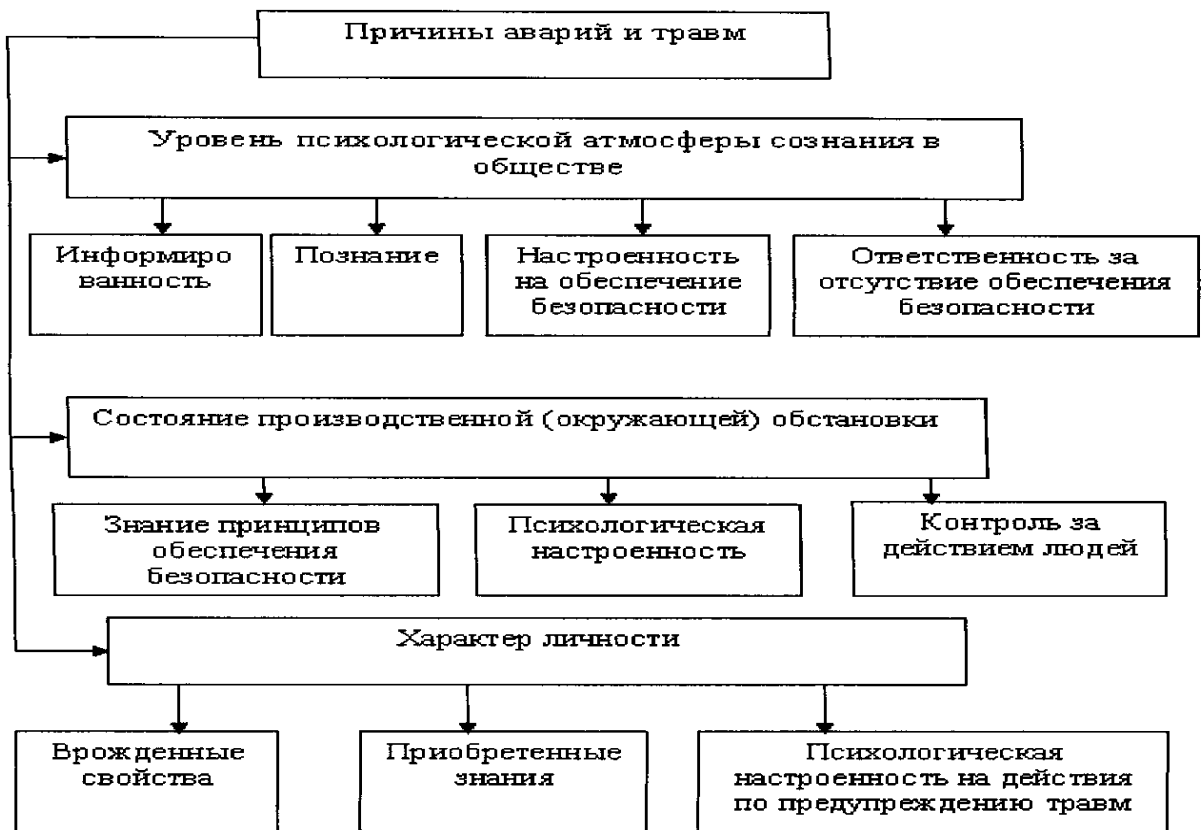 Причины аварий и травм
Уровень психологической атмосферы сознания в
обществе
Информиро
ванность
Познание
Настроенность
на обеспечение
безопасности
Ответственность за
отсутствие обеспечения
безопасности
Состояние производственной (окружающей) обстановки
Знание принципов
обеспечения
безопасности
Психологическая
настроенность
Контроль за
действием людей
Характер личности
Врожденные
свойства
Приобретенные
знания
Психологическая
настроенность на действия
по предупреждению травм